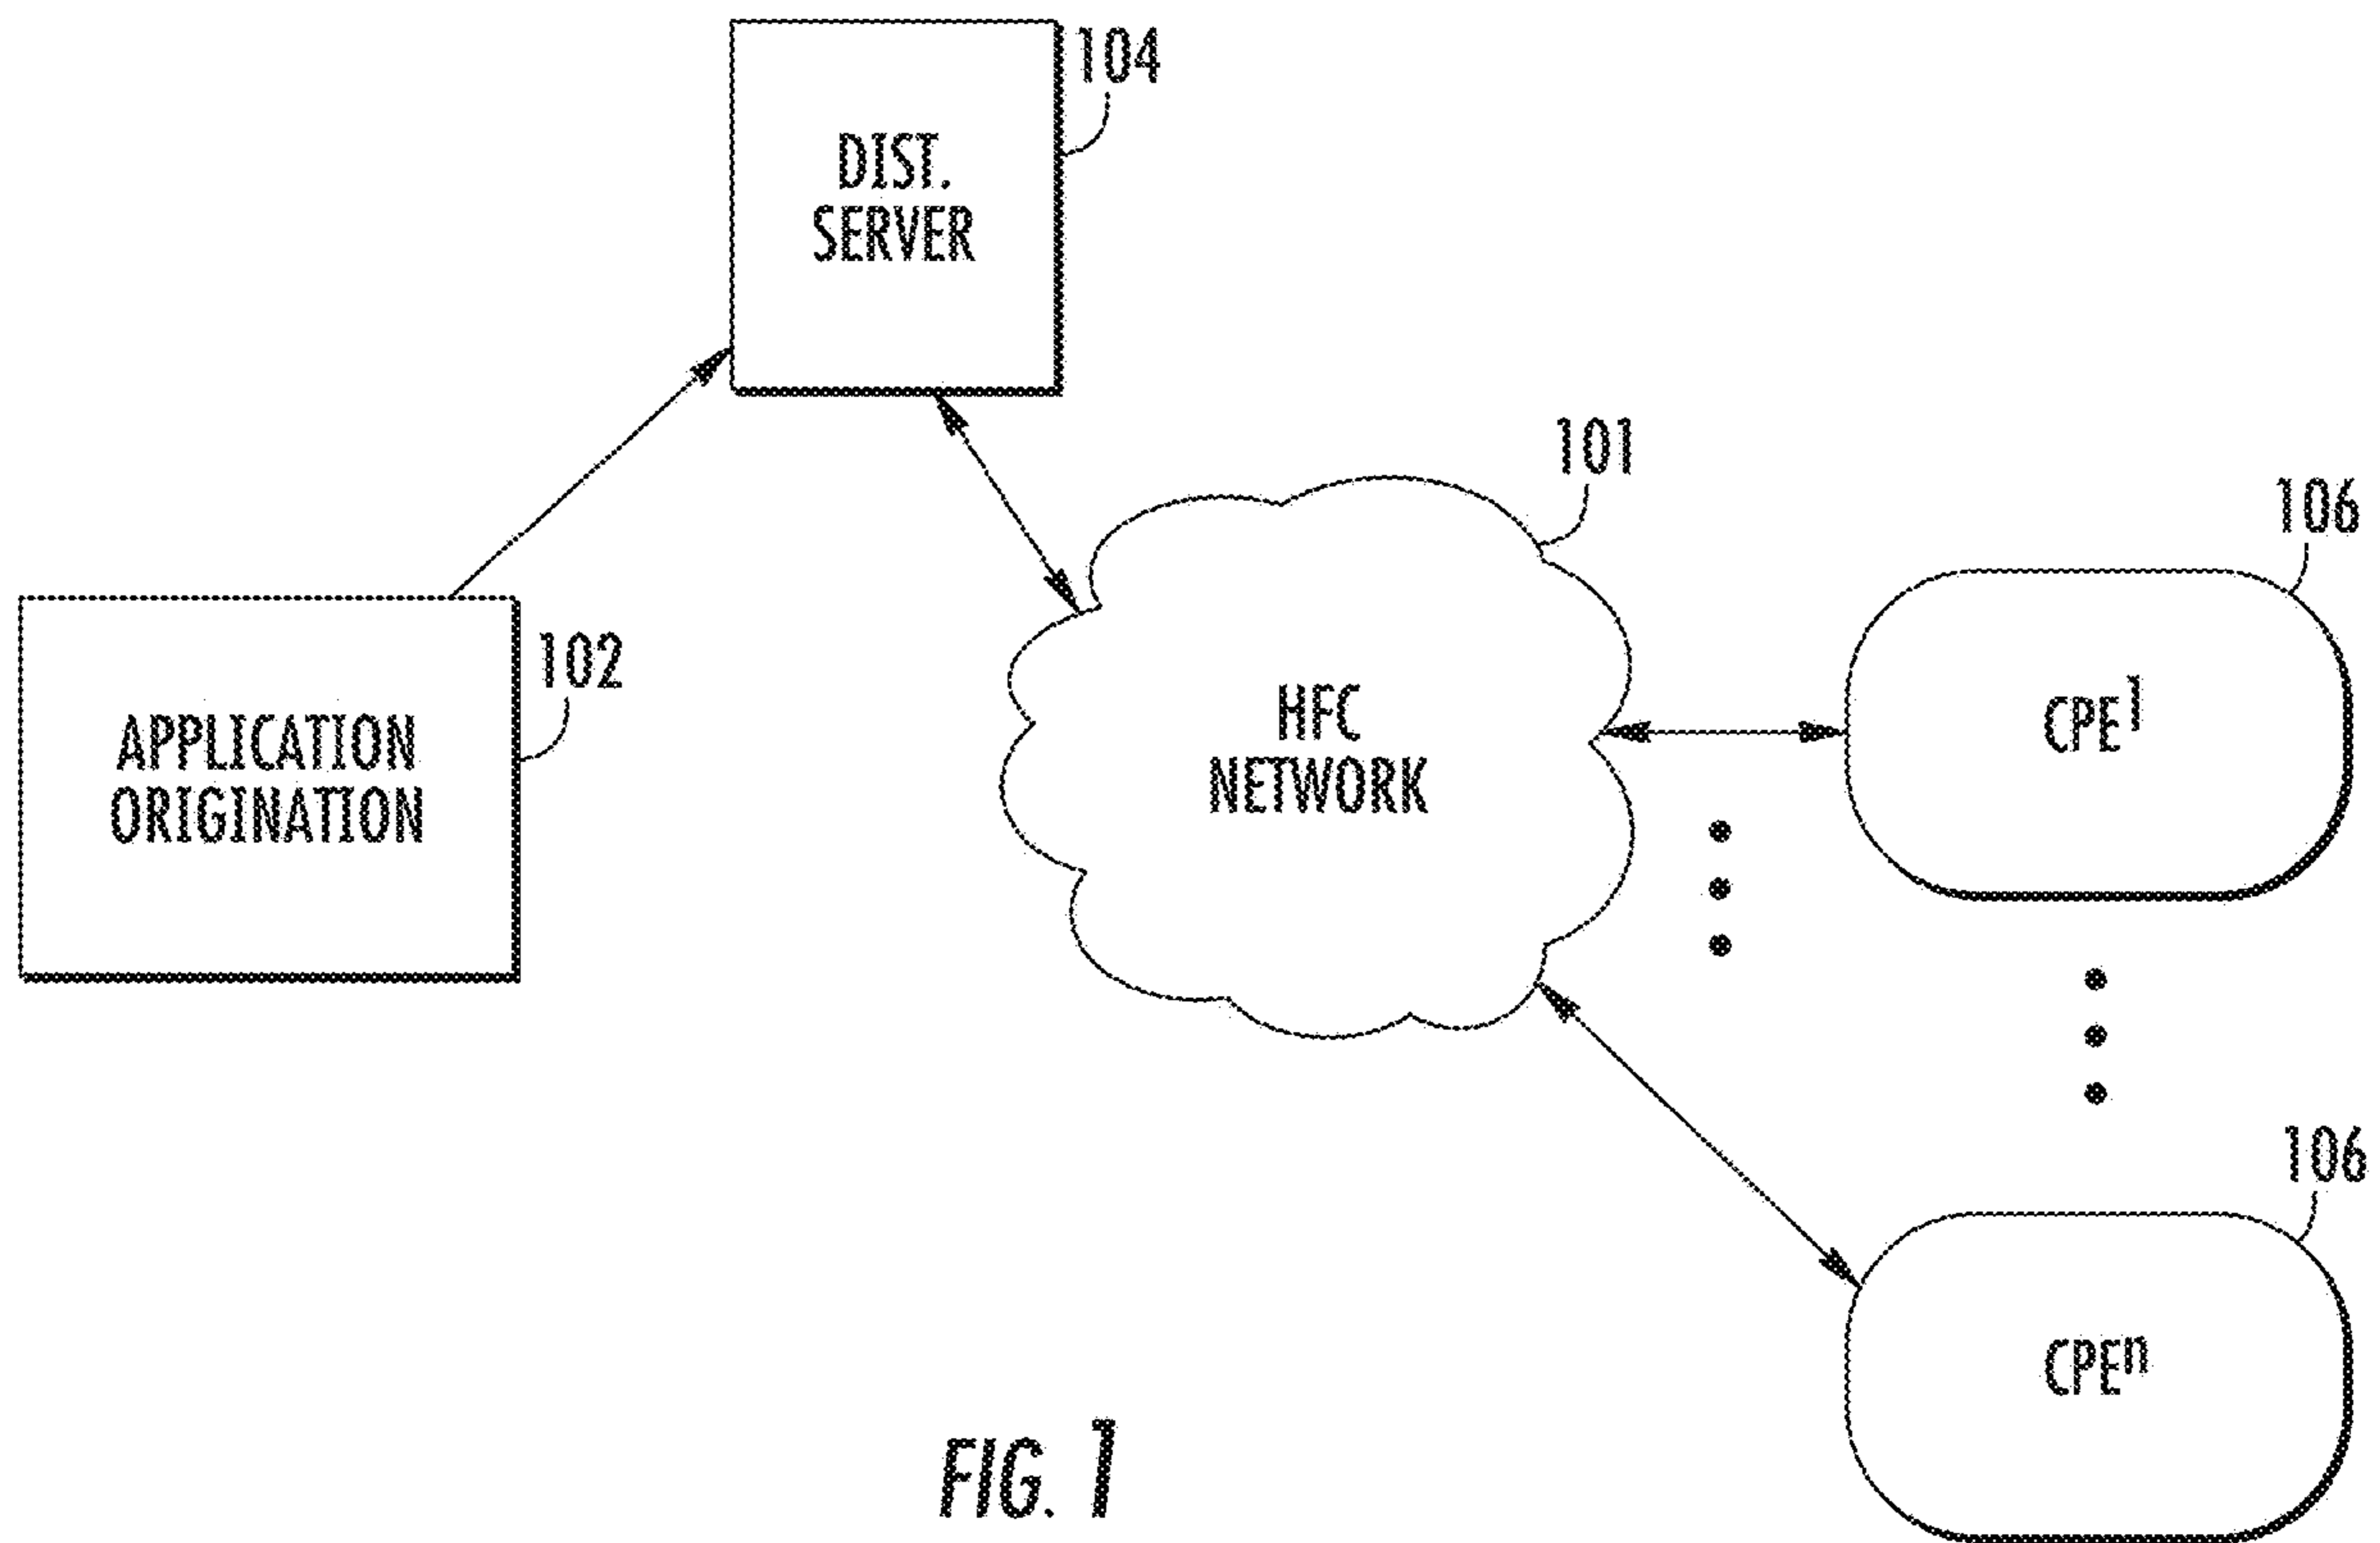 104
DIST.
SERVER
101
106
102
APPLICATION
ORIGINATION
HFC
NETWORK
CPE¹
106
CPEⁿ
FIG. 1